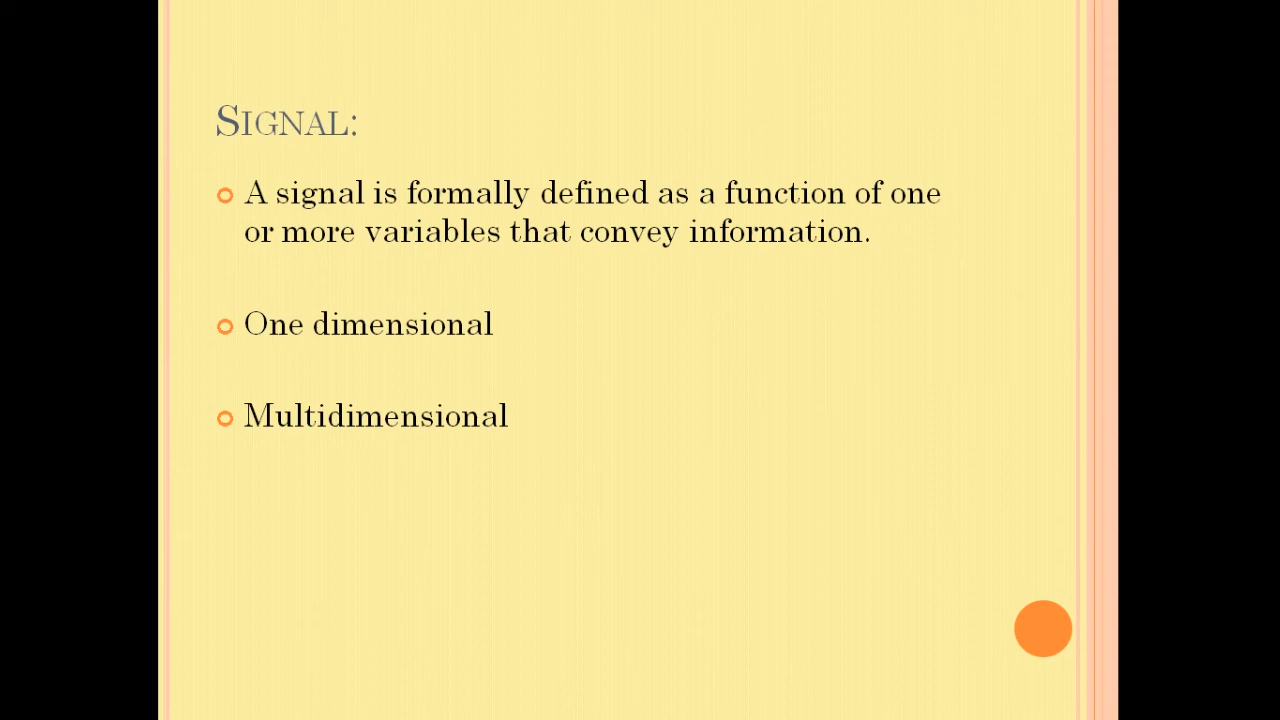 SIGNAL:
A signal is formally defined as a function of one
or more variables that convey information.
One dimensional
Multidimensional